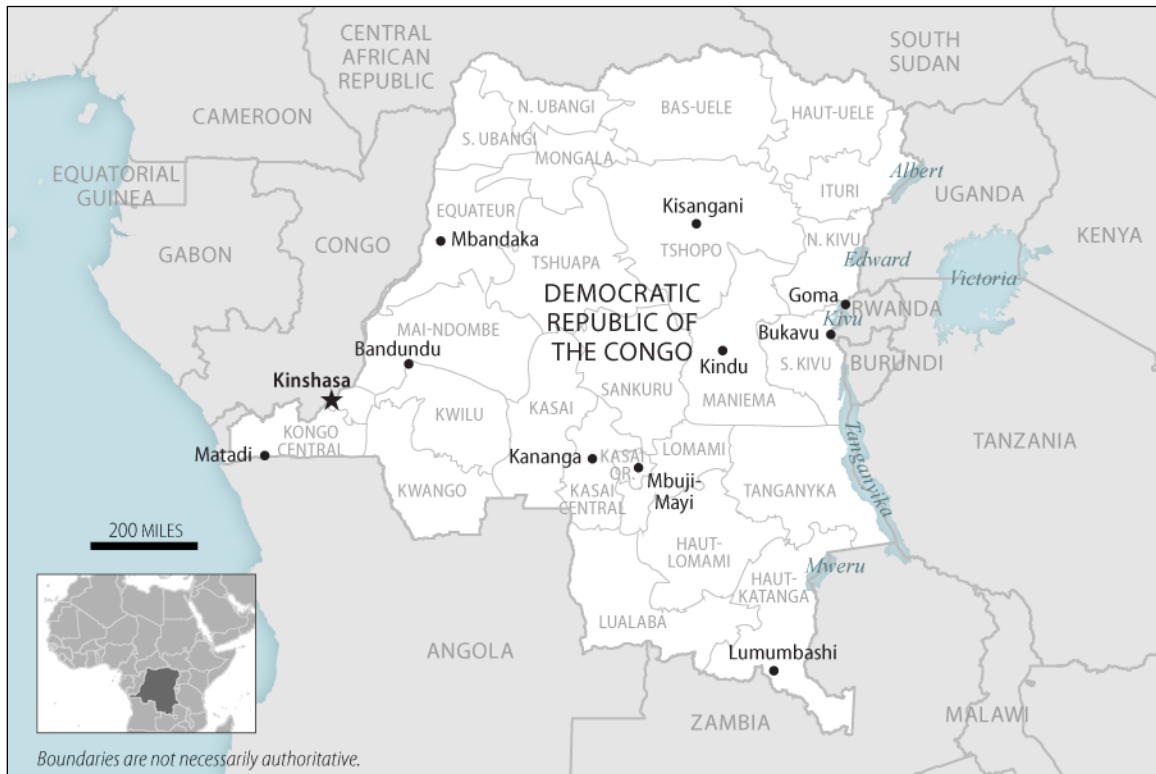 CENTRAL
AFRICAN
REPUBLIC
SOUTH
SUDAN
CAMEROON
N. UBANGI
BAS-UELE
HAUT-UELE
S. UBANGI
MONGALA
EQUATORIAL
GUINEA
Albert
ITURI
UGANDA
EQUATEUR
Kisangani
KENYA
GABON
CONGO
Mbandaka
TSHOPO
N. KIVU
Edward
TSHUAPA
Victoria
DEMOCRATIC
REPUBLIC OF
THE CONGO
Goma
RWANDA
Kivu
MAI-NDOMBE
Bukavu
Bandundu
Kindu
S. KIVU
BURUNDI
Kinshasa
SANKURU
KASAI
MANIEMA
KWILU
KONGO
CENTRAL
TANZANIA
Matadi
LOMAMI
Tanganyika
Kananga
KASAI
OR.
Mbuji-
Mayi
KWANGO
KASAI
CENTRAL
TANGANYIKA
200 MILES
HAUT-
LOMAMI
Mweru
HAUT-
KATANGA
LUALABA
ANGOLA
Lumumbashi
ZAMBIA
MALAWI
Boundaries are not necessarily authoritative.